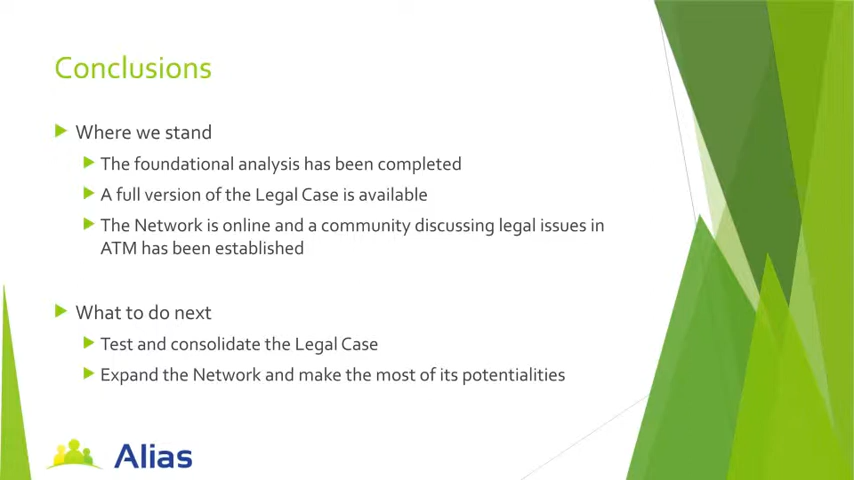 Conclusions
Where we stand
The foundational analysis has been completed
A full version of the Legal Case is available
The Network is online and a community discussing legal issues in
ATM has been established
What to do next
Test and consolidate the Legal Case
Expand the Network and make the most of its potentialities
Alias